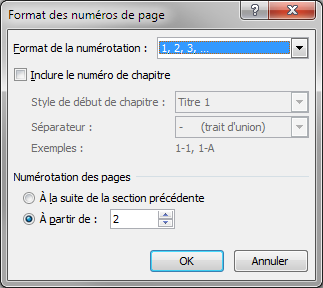 Format des numéros de page
Format de la numérotation : 1, 2, 3, ...
Inclure le numéro de chapitre
Style de début de chapitre : Titre 1
Séparateur : - (trait d'union)
Exemples : 1-1, 1-A
Numérotation des pages
À la suite de la section précédente
À partir de : 2
OK Annuler